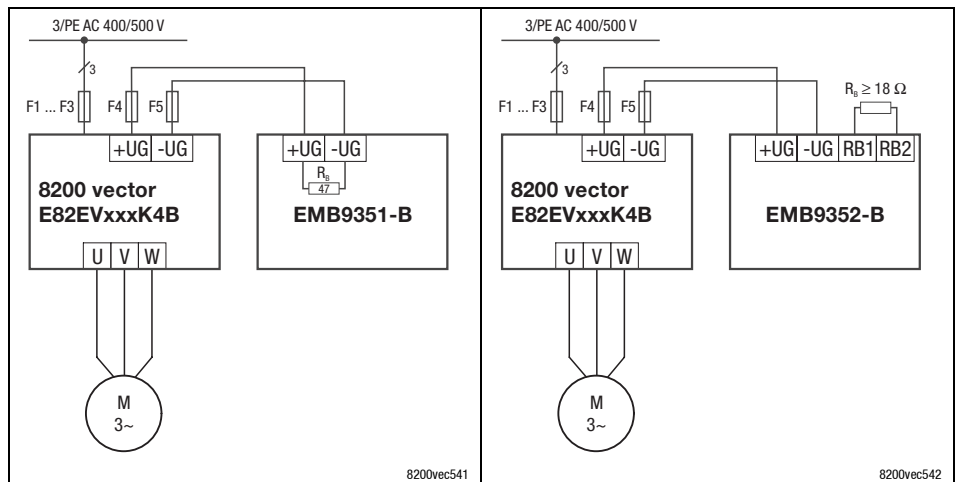 3/PE AC 400/500 V
3
F1 ... F3
F4
F5
+UG -UG
+UG -UG
R_B
47
8200 vector
E82EVxxxK4B
EMB9351-B
U V W
M
3~
8200vec541
3/PE AC 400/500 V
3
F1 ... F3
F4
F5
R_B ≥ 18 Ω
+UG -UG
+UG -UG RB1 RB2
8200 vector
E82EVxxxK4B
EMB9352-B
U V W
M
3~
8200vec542